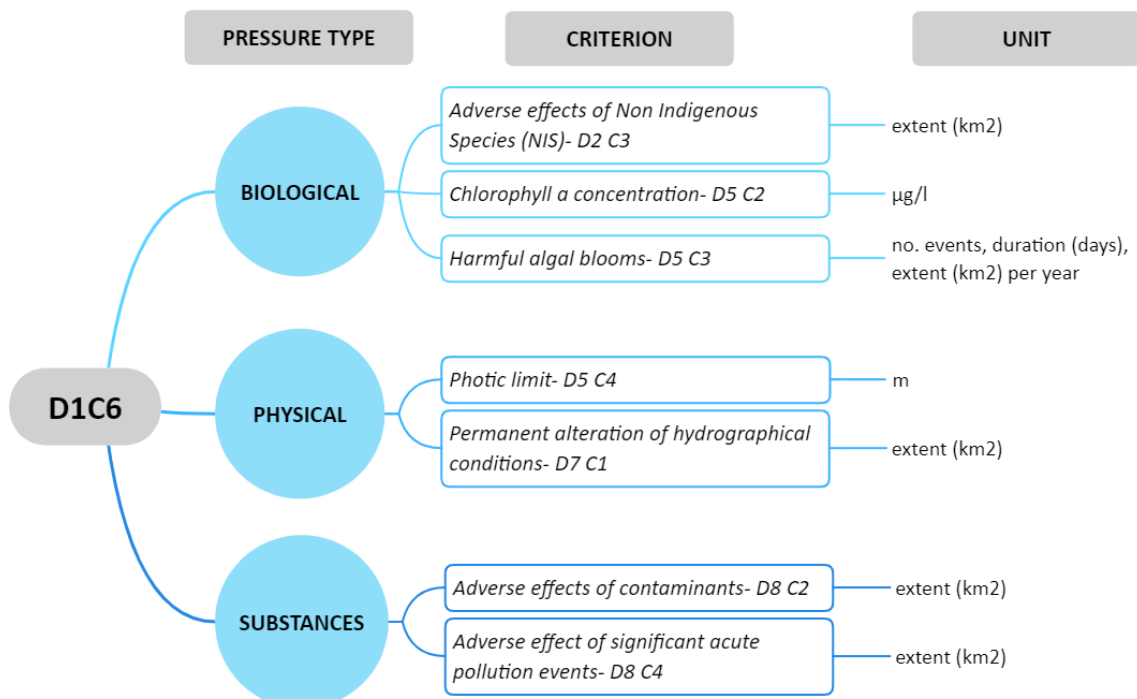 PRESSURE TYPE
CRITERION
UNIT
Adverse effects of Non Indigenous
Species (NIS)- D2 C3
extent (km2)
BIOLOGICAL
Chlorophyll a concentration- D5 C2
µg/l
Harmful algal blooms- D5 C3
no. events, duration (days),
extent (km2) per year
D1C6
PHYSICAL
Photic limit- D5 C4
m
Permanent alteration of hydrographical
conditions- D7 C1
extent (km2)
SUBSTANCES
Adverse effects of contaminants- D8 C2
extent (km2)
Adverse effect of significant acute
pollution events- D8 C4
extent (km2)